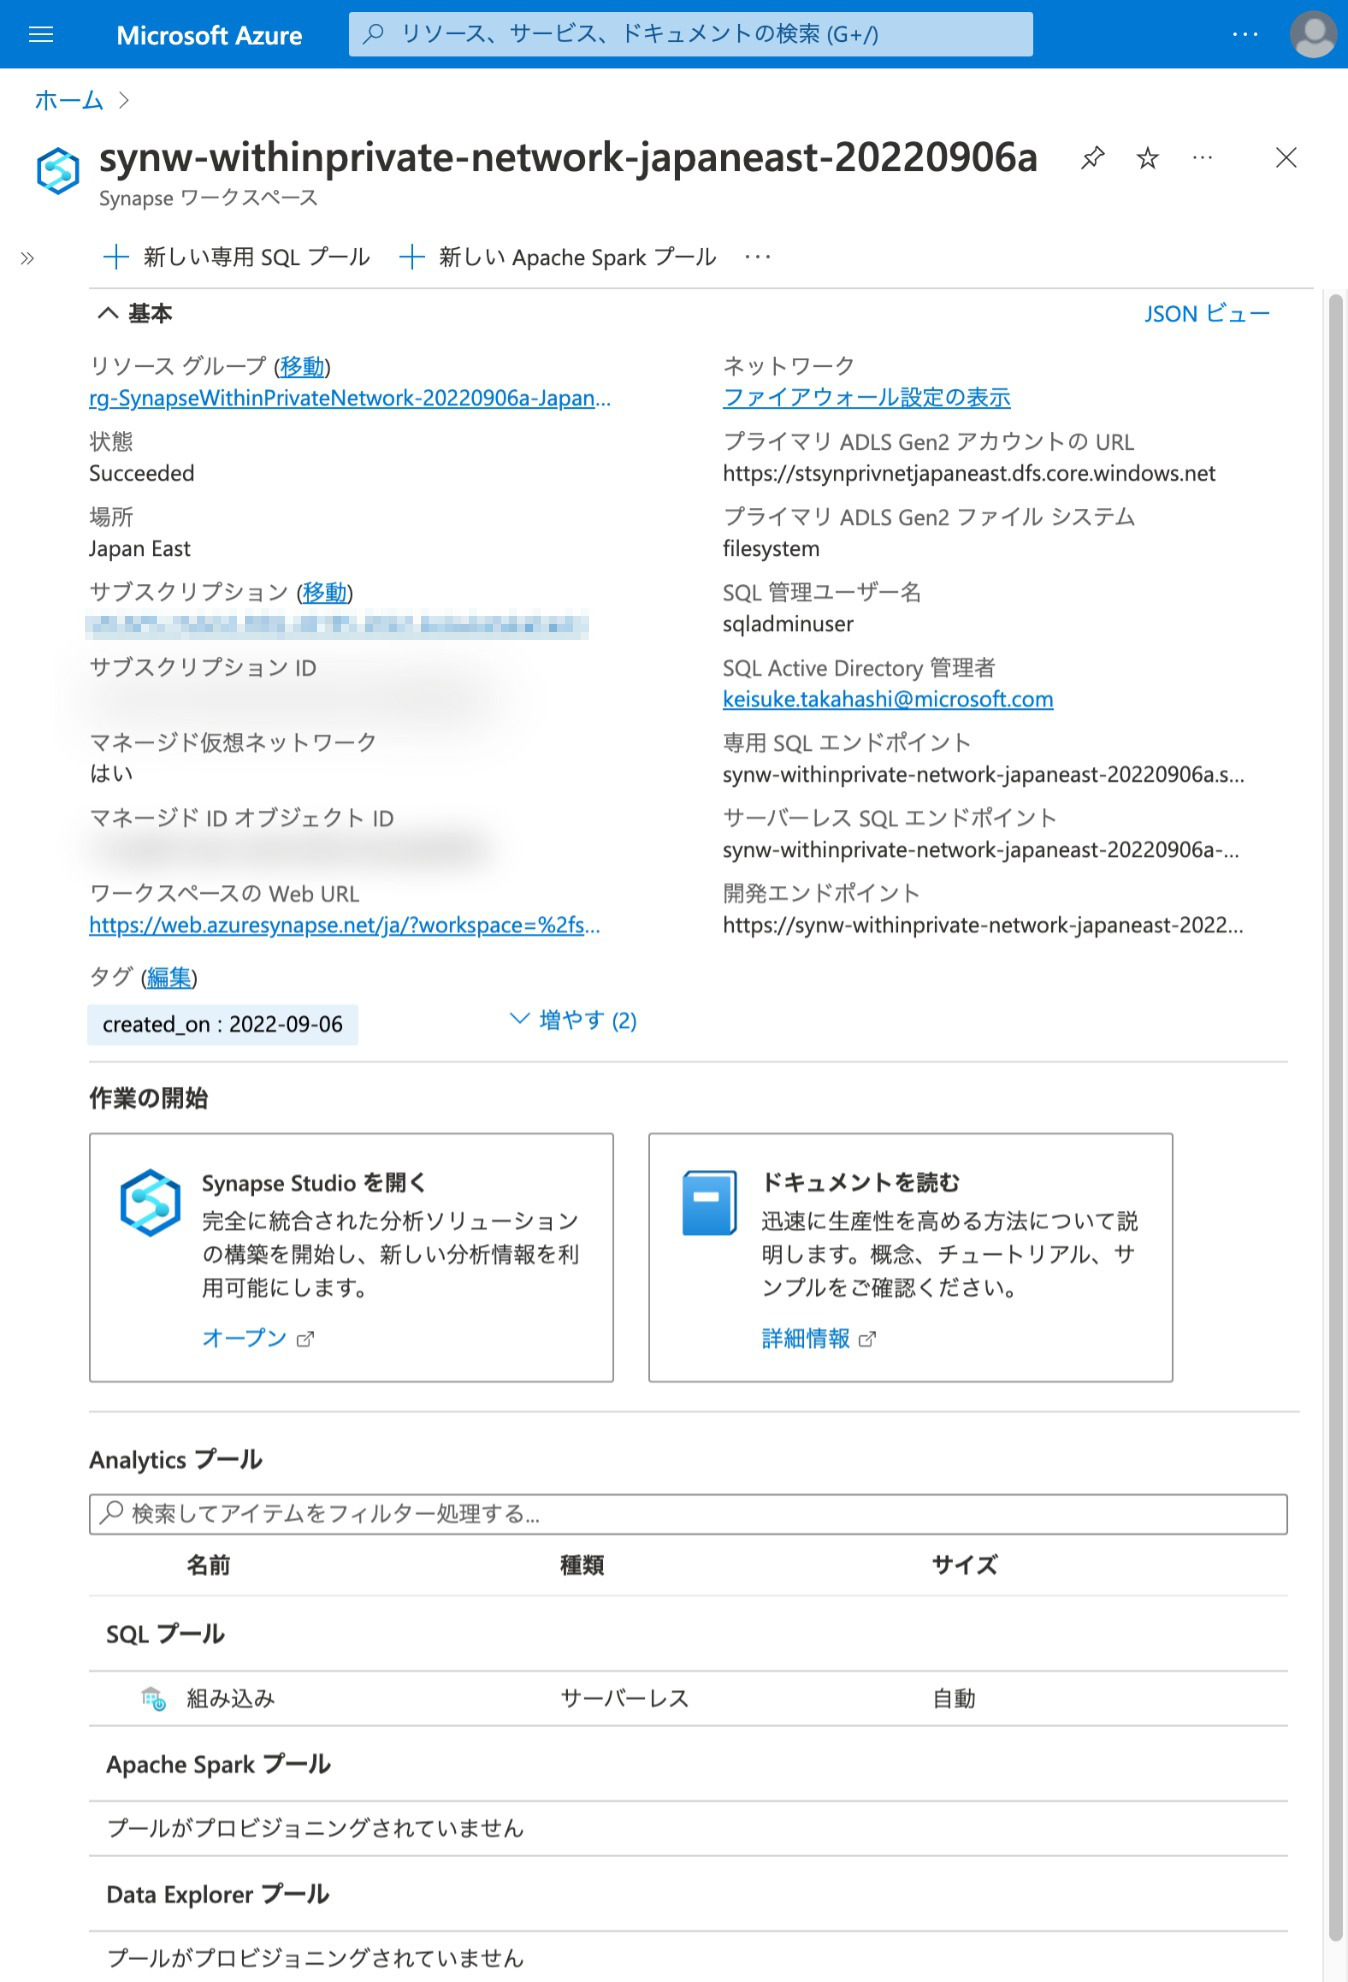 Microsoft Azure
リソース、サービス、ドキュメントの検索 (G+/)
ホーム
synw-withinprivate-network-japaneast-20220906a
Synapse ワークスペース
新しい専用 SQL プール
新しい Apache Spark プール
基本
JSON ビュー
リソース グループ (移動)
rg-SynapseWithinPrivateNetwork-20220906a-Japan...
状態
Succeeded
場所
Japan East
サブスクリプション (移動)
サブスクリプション ID
マネージド仮想ネットワーク
はい
マネージド ID オブジェクト ID
ワークスペースの Web URL
https://web.azuresynapse.net/ja/?workspace=%2fs...
ネットワーク
ファイアウォール設定の表示
プライマリ ADLS Gen2 アカウントの URL
https://stsynprivnetjapaneast.dfs.core.windows.net
プライマリ ADLS Gen2 ファイル システム
filesystem
SQL 管理ユーザー名
sqladminuser
SQL Active Directory 管理者
keisuke.takahashi@microsoft.com
専用 SQL エンドポイント
synw-withinprivate-network-japaneast-20220906a.s...
サーバーレス SQL エンドポイント
synw-withinprivate-network-japaneast-20220906a-...
開発エンドポイント
https://synw-withinprivate-network-japaneast-2022...
タグ (編集)
created_on : 2022-09-06
増やす (2)
作業の開始
Synapse Studio を開く
完全に統合された分析ソリューション
の構築を開始し、新しい分析情報を利
用可能にします。
オープン
ドキュメントを読む
迅速に生産性を高める方法について説
明します。概念、チュートリアル、サ
ンプルをご確認ください。
詳細情報
Analytics プール
検索してアイテムをフィルター処理する...
名前 種類 サイズ
SQL プール
組み込み サーバーレス 自動
Apache Spark プール
プールがプロビジョニングされていません
Data Explorer プール
プールがプロビジョニングされていません